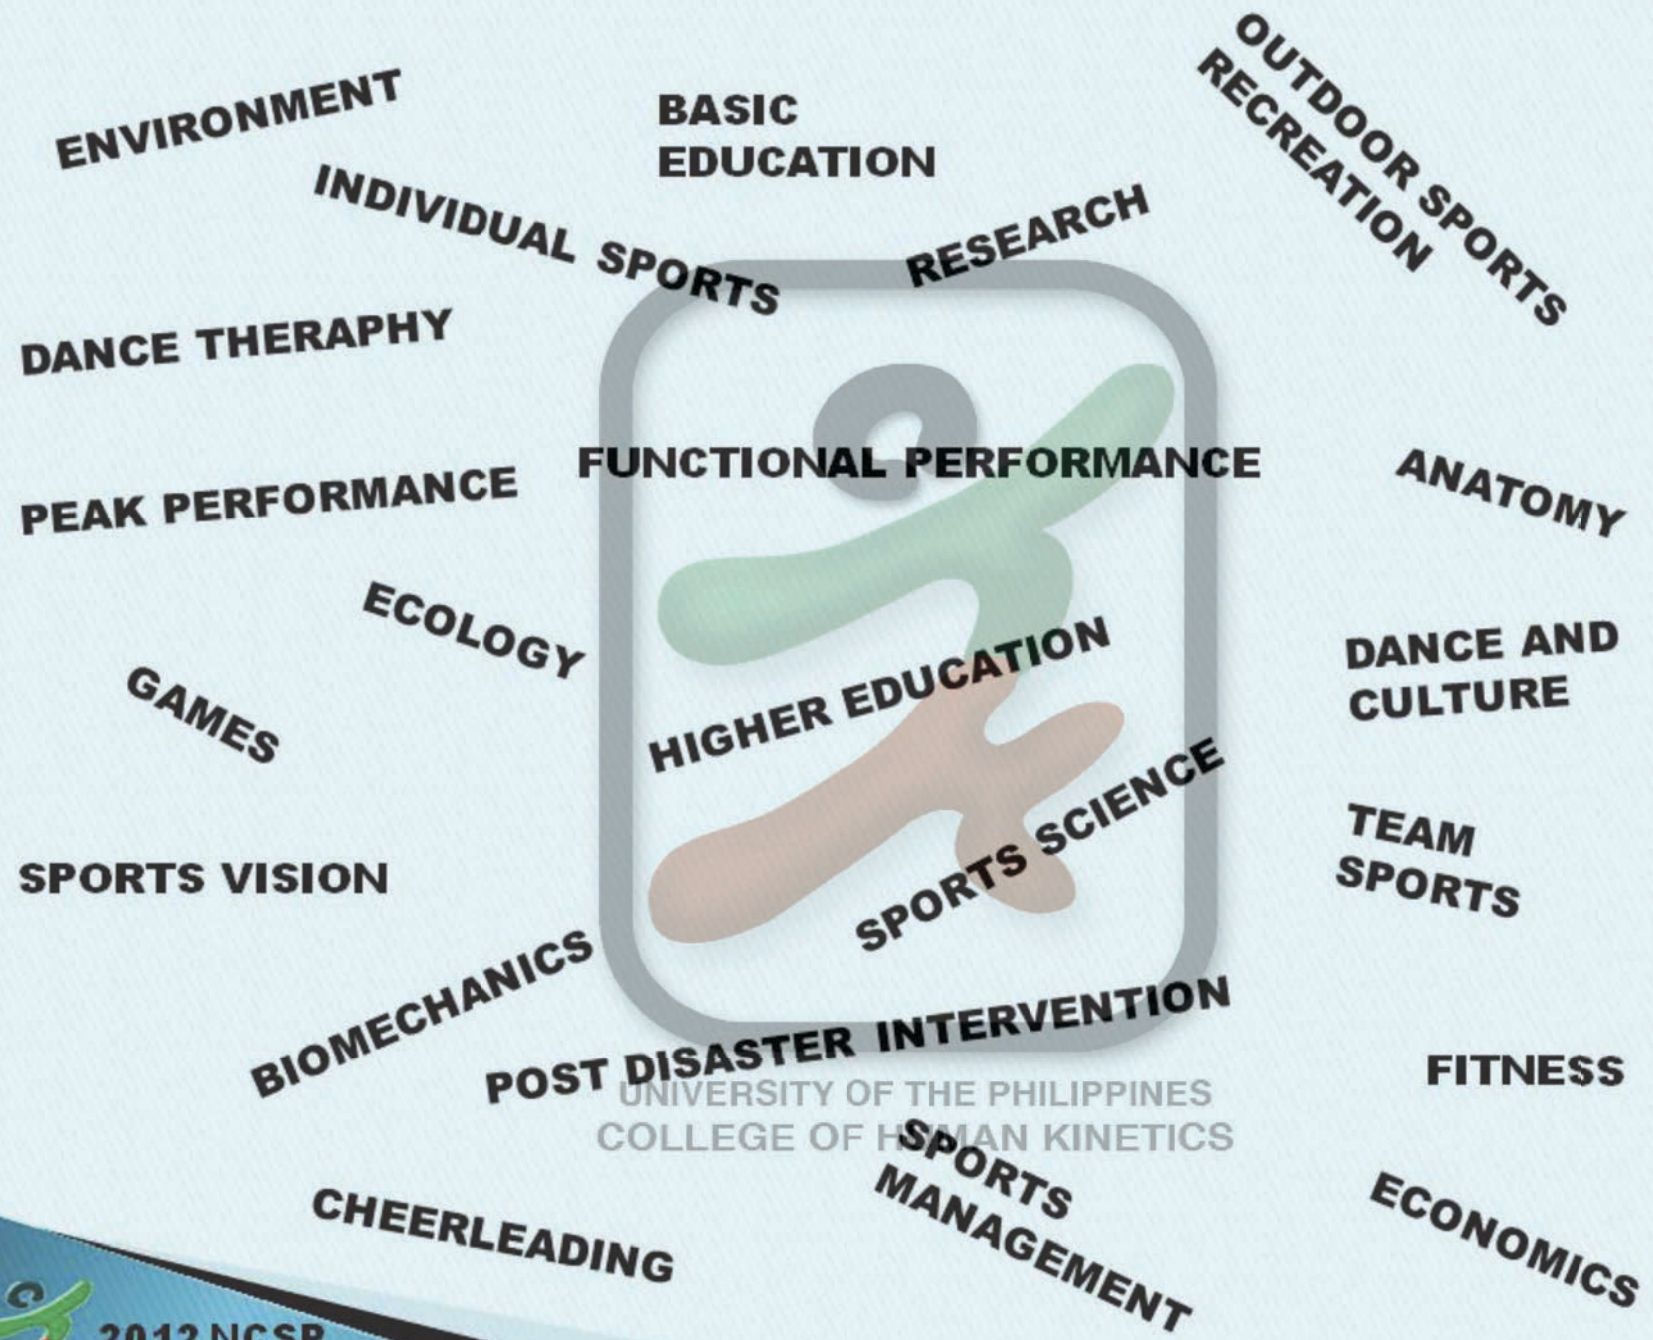 OUTDOOR SPORTS
RECREATION
ENVIRONMENT
BASIC
EDUCATION
INDIVIDUAL SPORTS
RESEARCH
DANCE THERAPHY
FUNCTIONAL PERFORMANCE
PEAK PERFORMANCE
ANATOMY
ECOLOGY
DANCE AND
CULTURE
GAMES
HIGHER EDUCATION
SPORTS SCIENCE
TEAM
SPORTS
SPORTS VISION
BIOMECHANICS
POST DISASTER INTERVENTION
FITNESS
UNIVERSITY OF THE PHILIPPINES
COLLEGE OF HUMAN KINETICS
SPORTS
MANAGEMENT
CHEERLEADING
ECONOMICS
2012 NCSP